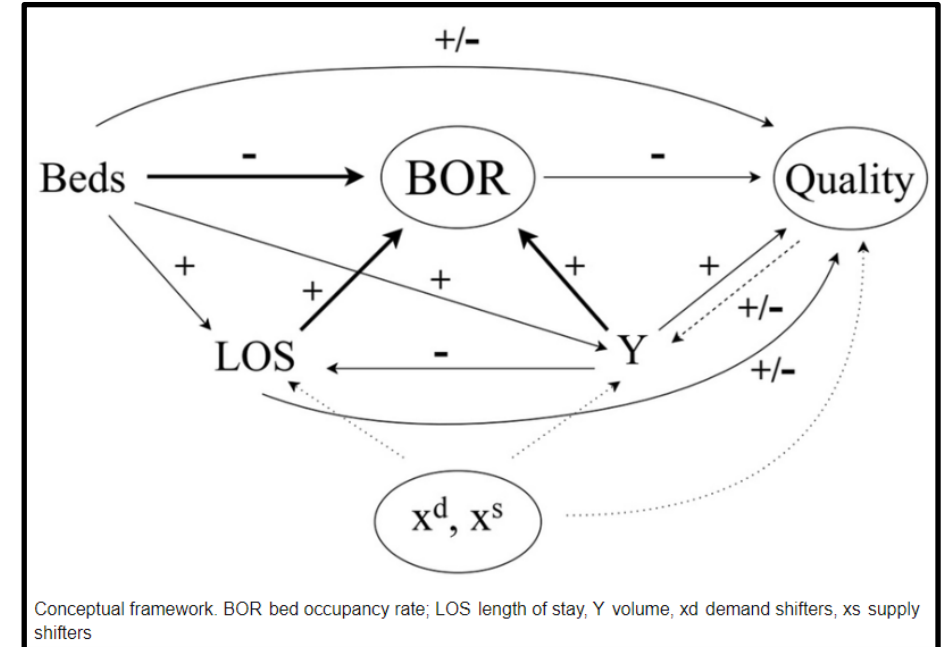 +/-
Beds
-
BOR
-
Quality
+
+
+
+
+
+/-
LOS
-
Y
+/-
xᵈ, xˢ
Conceptual framework. BOR bed occupancy rate; LOS length of stay, Y volume, xd demand shifters, xs supply
shifters